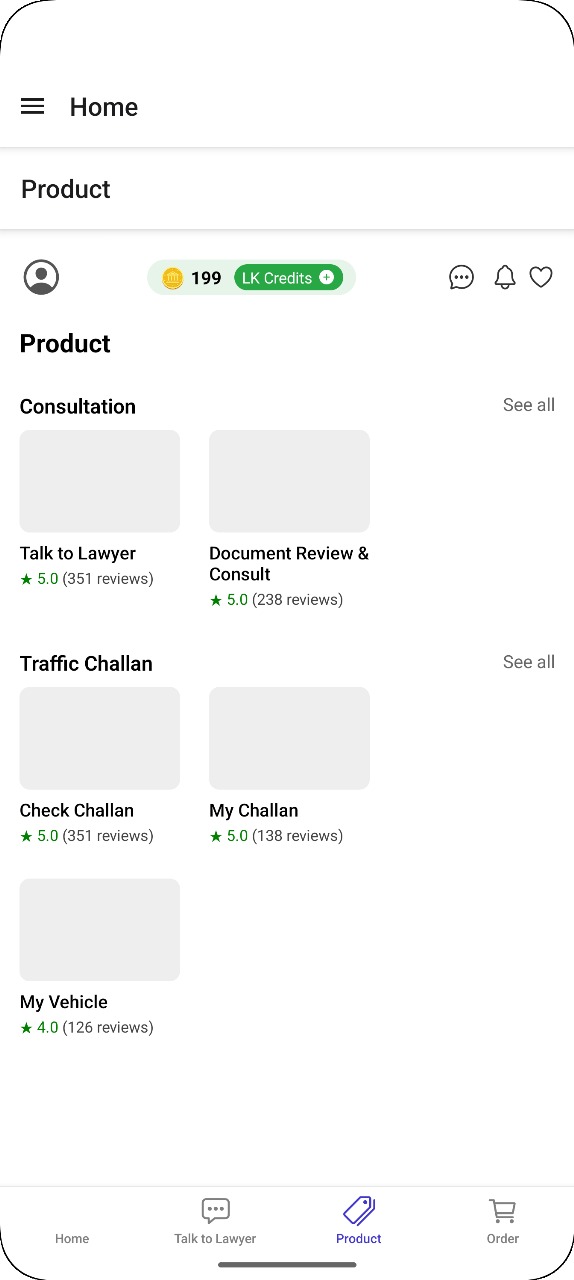 Home
Product
199 LK Credits
Product
Consultation See all
Talk to Lawyer
★ 5.0 (351 reviews)
Document Review &
Consult
★ 5.0 (238 reviews)
Traffic Challan See all
Check Challan
★ 5.0 (351 reviews)
My Challan
★ 5.0 (138 reviews)
My Vehicle
★ 4.0 (126 reviews)
Home Talk to Lawyer Product Order